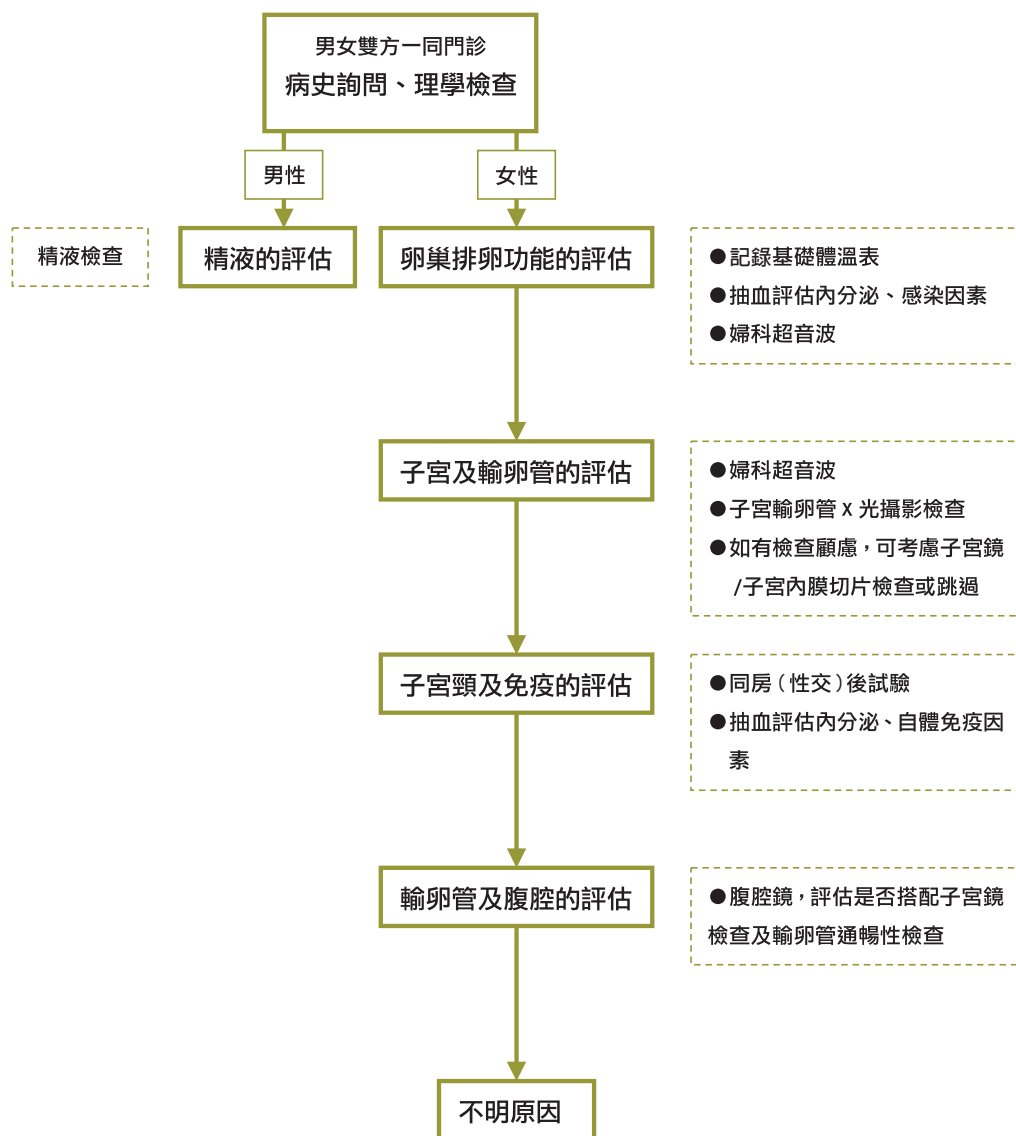 男女雙方一同門診
病史詢問、理學檢查
男性
女性
精液檢查
精液的評估
卵巢排卵功能的評估
●記錄基礎體溫表
●抽血評估內分泌、感染因素
●婦科超音波
子宮及輸卵管的評估
●婦科超音波
●子宮輸卵管 x 光攝影檢查
●如有檢查顧慮，可考慮子宮鏡
/子宮內膜切片檢查或跳過
子宮頸及免疫的評估
●同房（性交）後試驗
●抽血評估內分泌、自體免疫因
素
輸卵管及腹腔的評估
●腹腔鏡，評估是否搭配子宮鏡
檢查及輸卵管通暢性檢查
不明原因